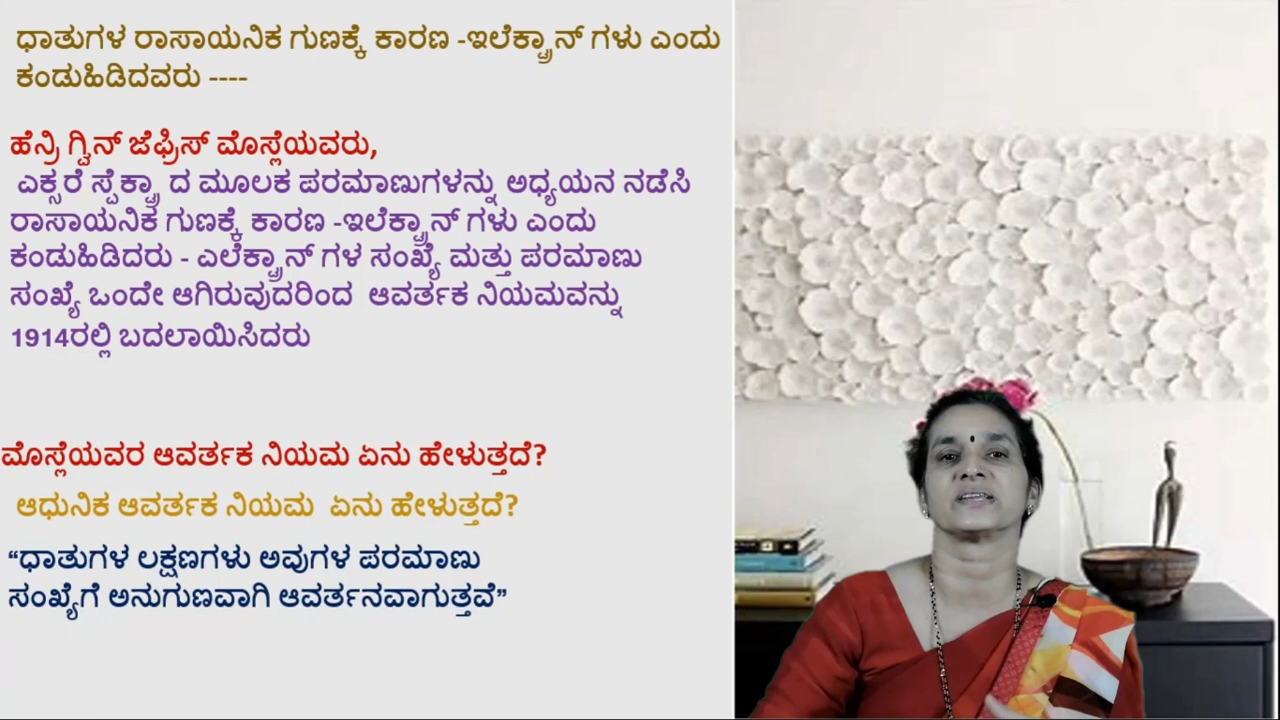 ಧಾತುಗಳ ರಾಸಾಯನಿಕ ಗುಣಕ್ಕೆ ಕಾರಣ -ಇಲೆಕ್ಟ್ರಾನ್ ಗಳು ಎಂದು
ಕಂಡುಹಿಡಿದವರು ----
ಹೆನ್ರಿ ಗ್ವಿನ್ ಜೆಫ್ರಿಸ್ ಮೊಸ್ಲೆಯವರು,
ಎಕ್ಸರೆ ಸ್ಪೆಕ್ಟ್ರಾ ದ ಮೂಲಕ ಪರಮಾಣುಗಳನ್ನು ಅಧ್ಯಯನ ನಡೆಸಿ
ರಾಸಾಯನಿಕ ಗುಣಕ್ಕೆ ಕಾರಣ -ಇಲೆಕ್ಟ್ರಾನ್ ಗಳು ಎಂದು
ಕಂಡುಹಿಡಿದರು - ಎಲೆಕ್ಟ್ರಾನ್ ಗಳ ಸಂಖ್ಯೆ ಮತ್ತು ಪರಮಾಣು
ಸಂಖ್ಯೆ ಒಂದೇ ಆಗಿರುವುದರಿಂದ ಆವರ್ತಕ ನಿಯಮವನ್ನು
1914ರಲ್ಲಿ ಬದಲಾಯಿಸಿದರು
ಮೊಸ್ಲೆಯವರ ಆವರ್ತಕ ನಿಯಮ ಏನು ಹೇಳುತ್ತದೆ?
ಆಧುನಿಕ ಆವರ್ತಕ ನಿಯಮ ಏನು ಹೇಳುತ್ತದೆ?
“ಧಾತುಗಳ ಲಕ್ಷಣಗಳು ಅವುಗಳ ಪರಮಾಣು
ಸಂಖ್ಯೆಗೆ ಅನುಗುಣವಾಗಿ ಆವರ್ತನವಾಗುತ್ತವೆ”